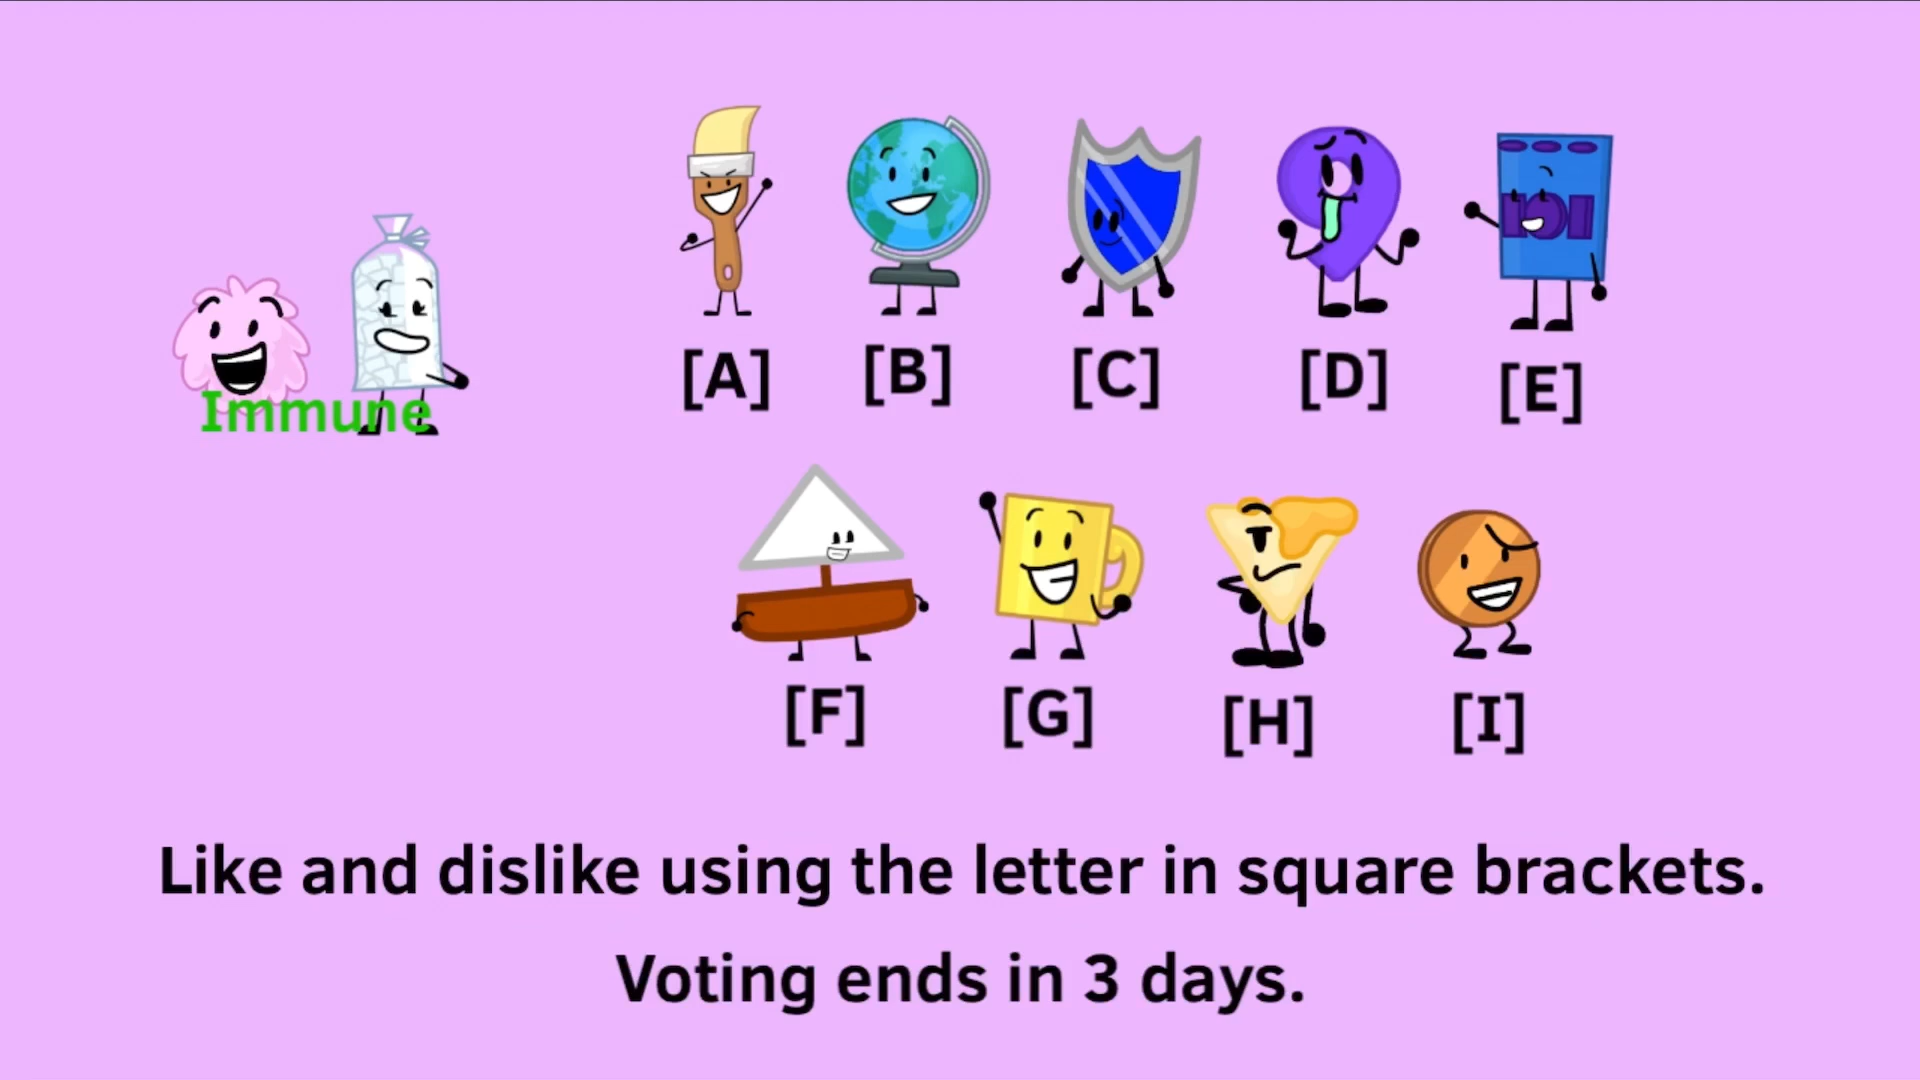 [A] [B] [C] [D] [E]
Immune
[F] [G] [H] [I]
Like and dislike using the letter in square brackets.
Voting ends in 3 days.